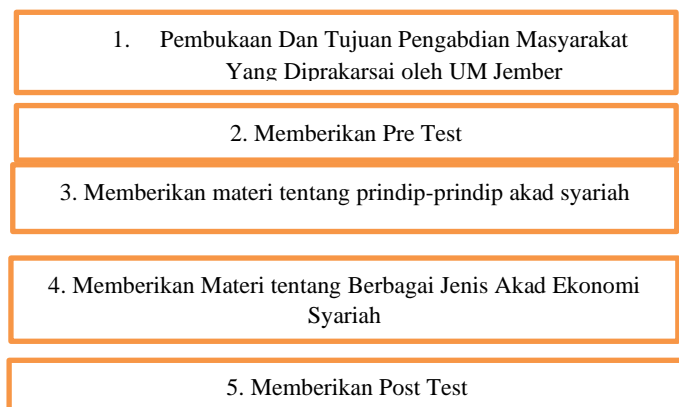 1. Pembukaan Dan Tujuan Pengabdian Masyarakat
Yang Diprakarsai oleh UM Jember
2. Memberikan Pre Test
3. Memberikan materi tentang prindip-prindip akad syariah
4. Memberikan Materi tentang Berbagai Jenis Akad Ekonomi
Syariah
5. Memberikan Post Test